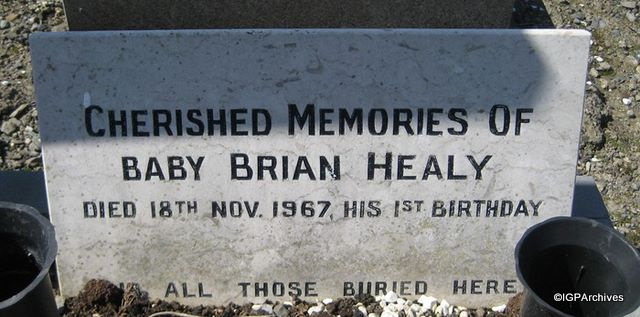 CHERISHED MEMORIES OF
BABY BRIAN HEALY
DIED 18TH NOV. 1967, HIS 1ST BIRTHDAY
ALL THOSE BURIED HERE
©IGPArchives